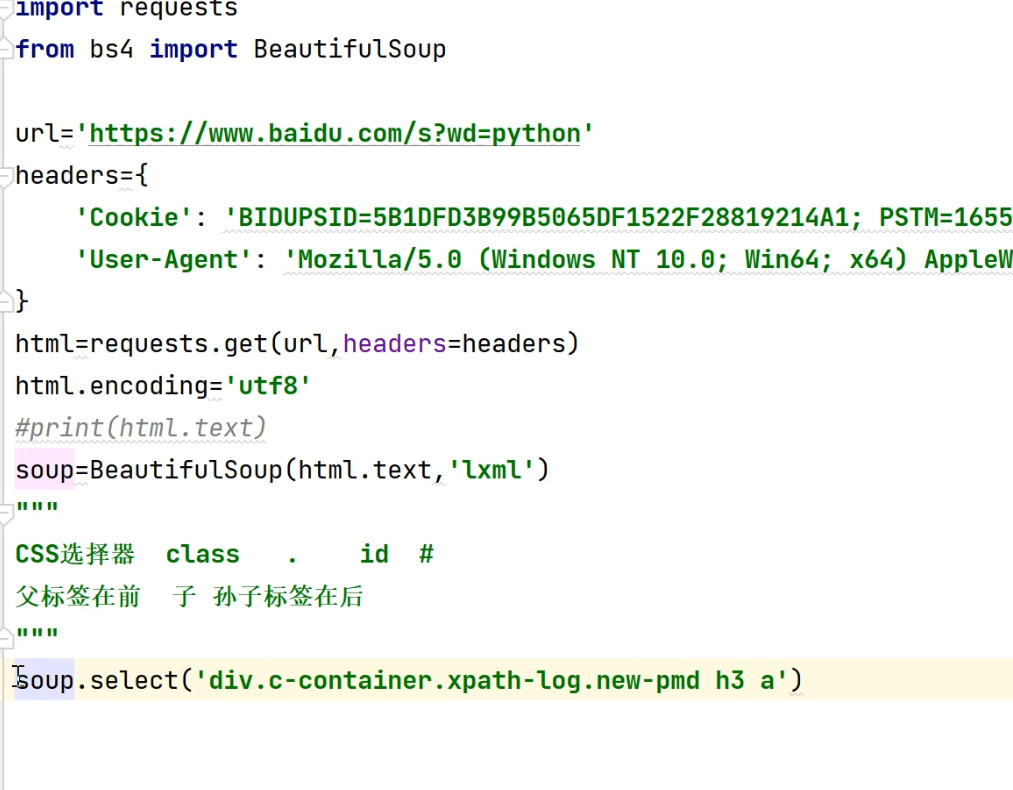 import requests
from bs4 import BeautifulSoup
url='https://www.baidu.com/s?wd=python'
headers={
'Cookie': 'BIDUPSID=5B1DFD3B99B5065DF1522F28819214A1; PSTM=1655
'User-Agent': 'Mozilla/5.0 (Windows NT 10.0; Win64; x64) AppleW
}
html=requests.get(url,headers=headers)
html.encoding='utf8'
#print(html.text)
soup=BeautifulSoup(html.text,'lxml')
"""
CSS选择器 class . id #
父标签在前 子 孙子标签在后
"""
soup.select('div.c-container.xpath-log.new-pmd h3 a')